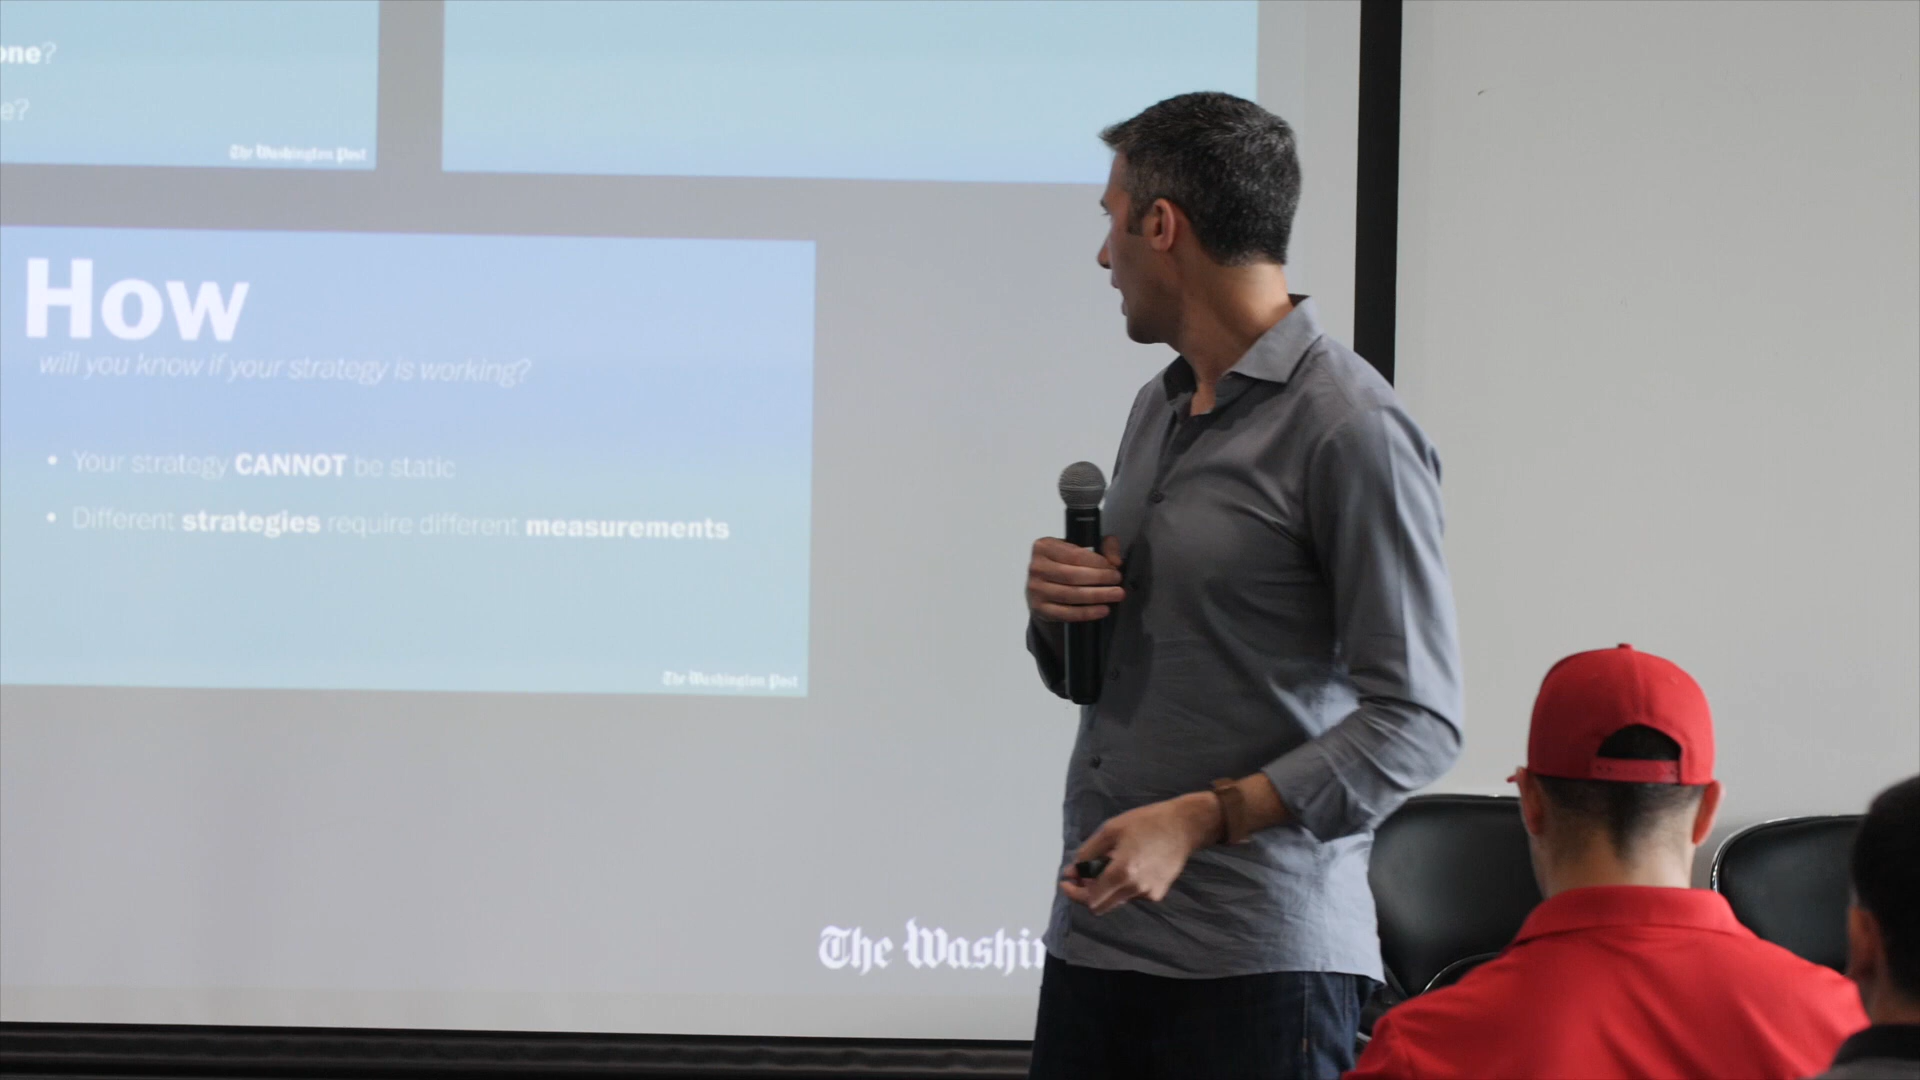 one?
e?
The Washington Post
How
will you know if your strategy is working?
• Your strategy CANNOT be static
• Different strategies require different measurements
The Washington Post
The Washin